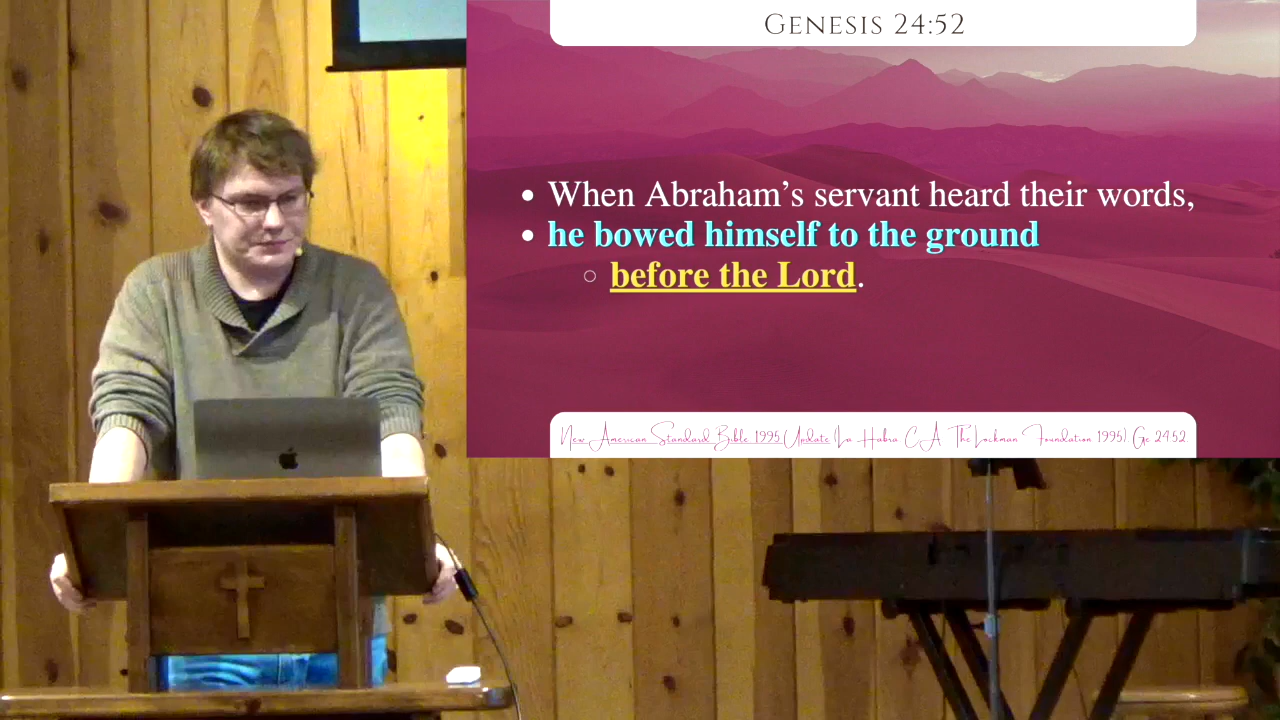 GENESIS 24:52
• When Abraham's servant heard their words,
• he bowed himself to the ground
○ before the Lord.
New American Standard Bible: 1995 Update (La Habra, CA: The Lockman Foundation, 1995), Ge 24:52.